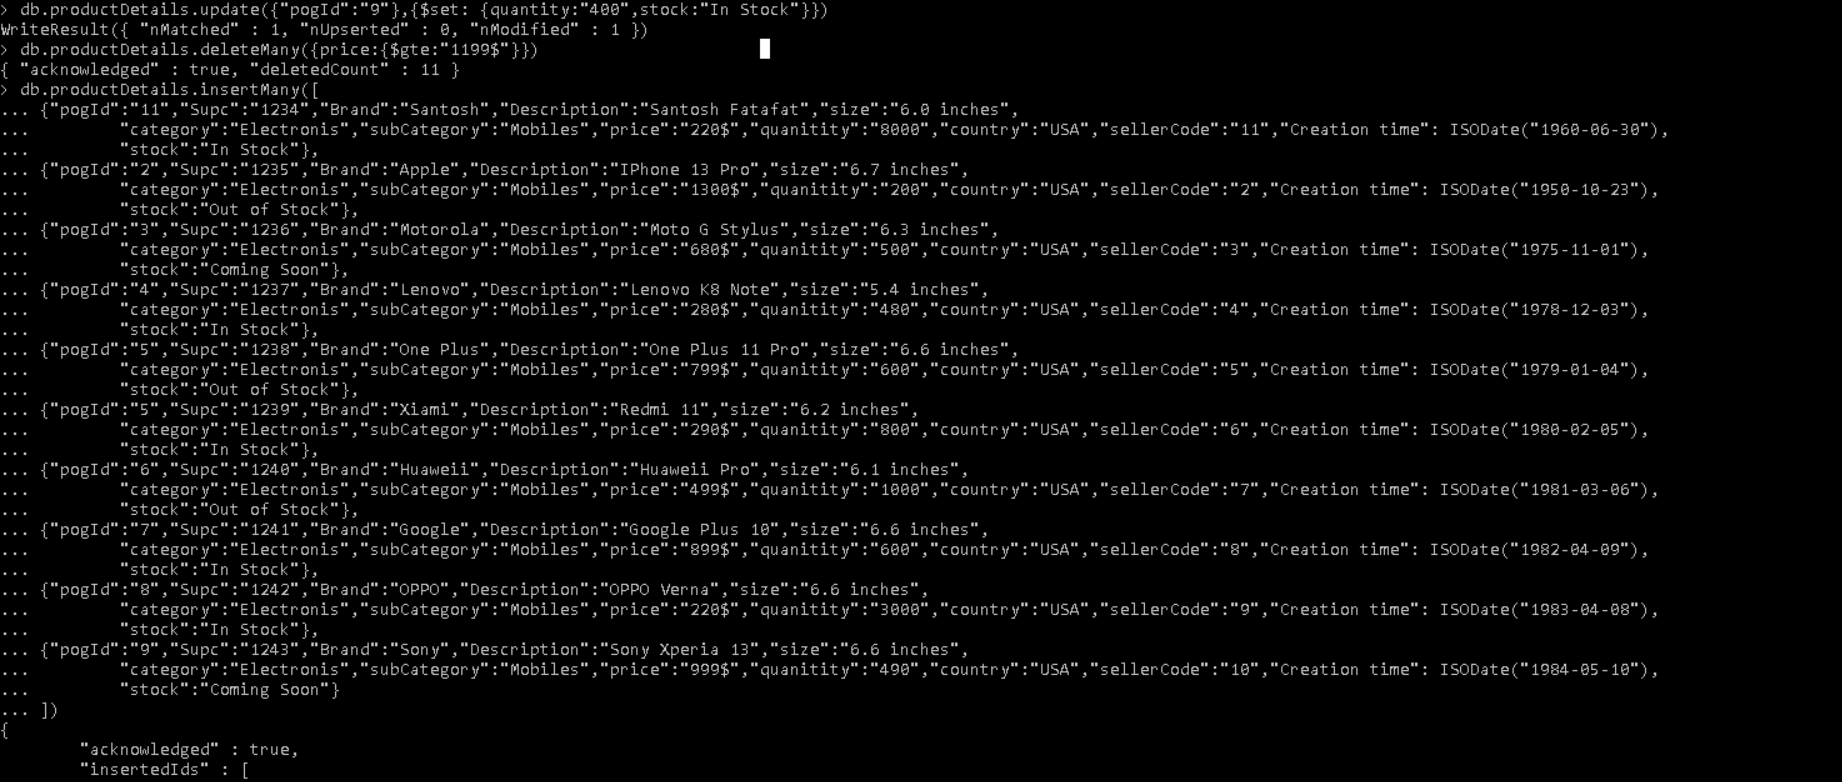 > db.productDetails.update({"pogId":"9"},{$set: {quantity:"400",stock:"In Stock"}})
WriteResult({ "nMatched" : 1, "nUpserted" : 0, "nModified" : 1 })
> db.productDetails.deleteMany({price:{$gte:"1199$"}})
{ "acknowledged" : true, "deletedCount" : 11 }
> db.productDetails.insertMany([
... {"pogId":"11","Supc":"1234","Brand":"Santosh","Description":"Santosh Fatafat","size":"6.0 inches",
...         "category":"Electronis","subCategory":"Mobiles","price":"220$","quanitity":"8000","country":"USA","sellerCode":"11","Creation time": ISODate("1960-06-30"),
...         "stock":"In Stock"},
... {"pogId":"2","Supc":"1235","Brand":"Apple","Description":"IPhone 13 Pro","size":"6.7 inches",
...         "category":"Electronis","subCategory":"Mobiles","price":"1300$","quanitity":"200","country":"USA","sellerCode":"2","Creation time": ISODate("1950-10-23"),
...         "stock":"Out of Stock"},
... {"pogId":"3","Supc":"1236","Brand":"Motorola","Description":"Moto G Stylus","size":"6.3 inches",
...         "category":"Electronis","subCategory":"Mobiles","price":"680$","quanitity":"500","country":"USA","sellerCode":"3","Creation time": ISODate("1975-11-01"),
...         "stock":"Coming Soon"},
... {"pogId":"4","Supc":"1237","Brand":"Lenovo","Description":"Lenovo K8 Note","size":"5.4 inches",
...         "category":"Electronis","subCategory":"Mobiles","price":"280$","quanitity":"480","country":"USA","sellerCode":"4","Creation time": ISODate("1978-12-03"),
...         "stock":"In Stock"},
... {"pogId":"5","Supc":"1238","Brand":"One Plus","Description":"One Plus 11 Pro","size":"6.6 inches",
...         "category":"Electronis","subCategory":"Mobiles","price":"799$","quanitity":"600","country":"USA","sellerCode":"5","Creation time": ISODate("1979-01-04"),
...         "stock":"Out of Stock"},
... {"pogId":"5","Supc":"1239","Brand":"Xiami","Description":"Redmi 11","size":"6.2 inches",
...         "category":"Electronis","subCategory":"Mobiles","price":"290$","quanitity":"800","country":"USA","sellerCode":"6","Creation time": ISODate("1980-02-05"),
...         "stock":"In Stock"},
... {"pogId":"6","Supc":"1240","Brand":"Huaweii","Description":"Huaweii Pro","size":"6.1 inches",
...         "category":"Electronis","subCategory":"Mobiles","price":"499$","quanitity":"1000","country":"USA","sellerCode":"7","Creation time": ISODate("1981-03-06"),
...         "stock":"Out of Stock"},
... {"pogId":"7","Supc":"1241","Brand":"Google","Description":"Google Plus 10","size":"6.6 inches",
...         "category":"Electronis","subCategory":"Mobiles","price":"899$","quanitity":"600","country":"USA","sellerCode":"8","Creation time": ISODate("1982-04-09"),
...         "stock":"In Stock"},
... {"pogId":"8","Supc":"1242","Brand":"OPPO","Description":"OPPO Verna","size":"6.6 inches",
...         "category":"Electronis","subCategory":"Mobiles","price":"220$","quanitity":"3000","country":"USA","sellerCode":"9","Creation time": ISODate("1983-04-08"),
...         "stock":"In Stock"},
... {"pogId":"9","Supc":"1243","Brand":"Sony","Description":"Sony Xperia 13","size":"6.6 inches",
...         "category":"Electronis","subCategory":"Mobiles","price":"999$","quanitity":"490","country":"USA","sellerCode":"10","Creation time": ISODate("1984-05-10"),
...         "stock":"Coming Soon"}
... ])
{
        "acknowledged" : true,
        "insertedIds" : [